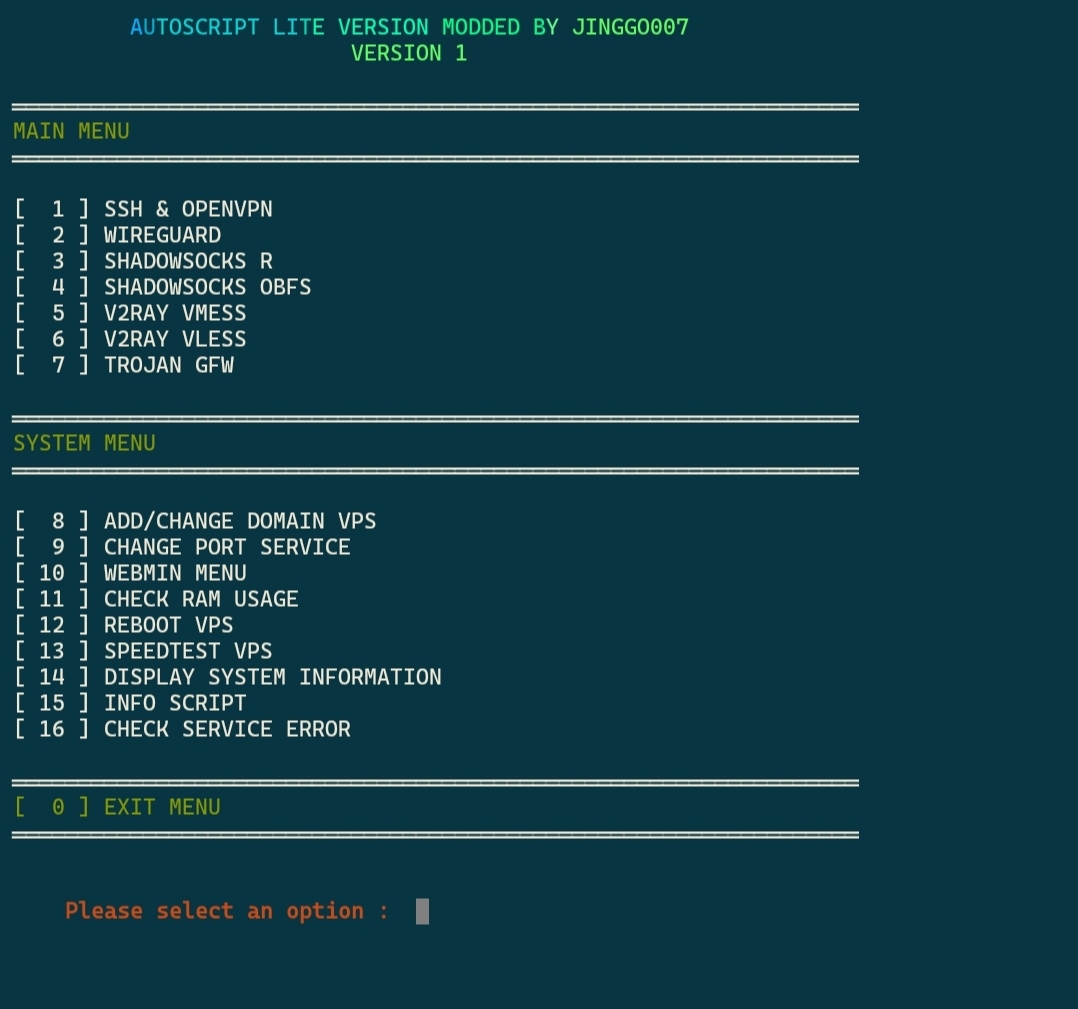 AUTOSCRIPT LITE VERSION MODDED BY JINGGO007
VERSION 1
MAIN MENU
[  1 ] SSH & OPENVPN
[  2 ] WIREGUARD
[  3 ] SHADOWSOCKS R
[  4 ] SHADOWSOCKS OBFS
[  5 ] V2RAY VMESS
[  6 ] V2RAY VLESS
[  7 ] TROJAN GFW
SYSTEM MENU
[  8 ] ADD/CHANGE DOMAIN VPS
[  9 ] CHANGE PORT SERVICE
[ 10 ] WEBMIN MENU
[ 11 ] CHECK RAM USAGE
[ 12 ] REBOOT VPS
[ 13 ] SPEEDTEST VPS
[ 14 ] DISPLAY SYSTEM INFORMATION
[ 15 ] INFO SCRIPT
[ 16 ] CHECK SERVICE ERROR
[  0 ] EXIT MENU
Please select an option :